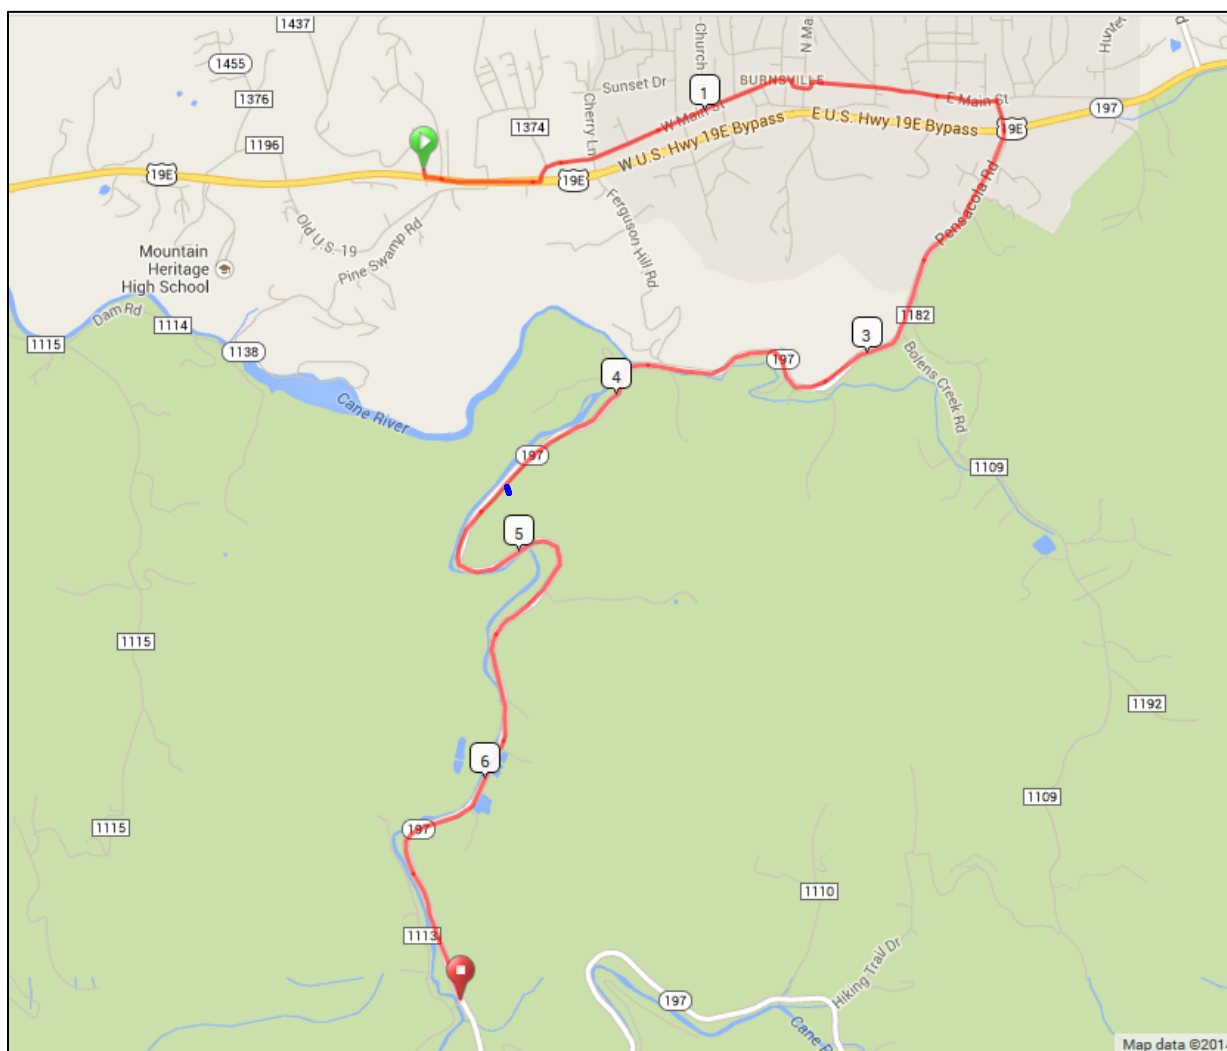 1437
1455
1376
1374
1196
Church
N Ma
Hunter
d
Sunset Dr
BURNSVILLE
1
Cherry Ln
W Main St
E Main St
197
E U.S. Hwy 19E Bypass
W U.S. Hwy 19E Bypass
19E
19E
19E
Old U.S. 19
Pine Swamp Rd
Ferguson Hill Rd
Pensacola Rd
Mountain
Heritage
High School
Dam Rd
1114
1115
1138
1182
3
197
4
Bolens Creek Rd
Cane River
197
1109
5
1115
1192
6
1109
1115
197
1110
1113
Hiking Trail Dr
197
Cane Ri
Map data ©201